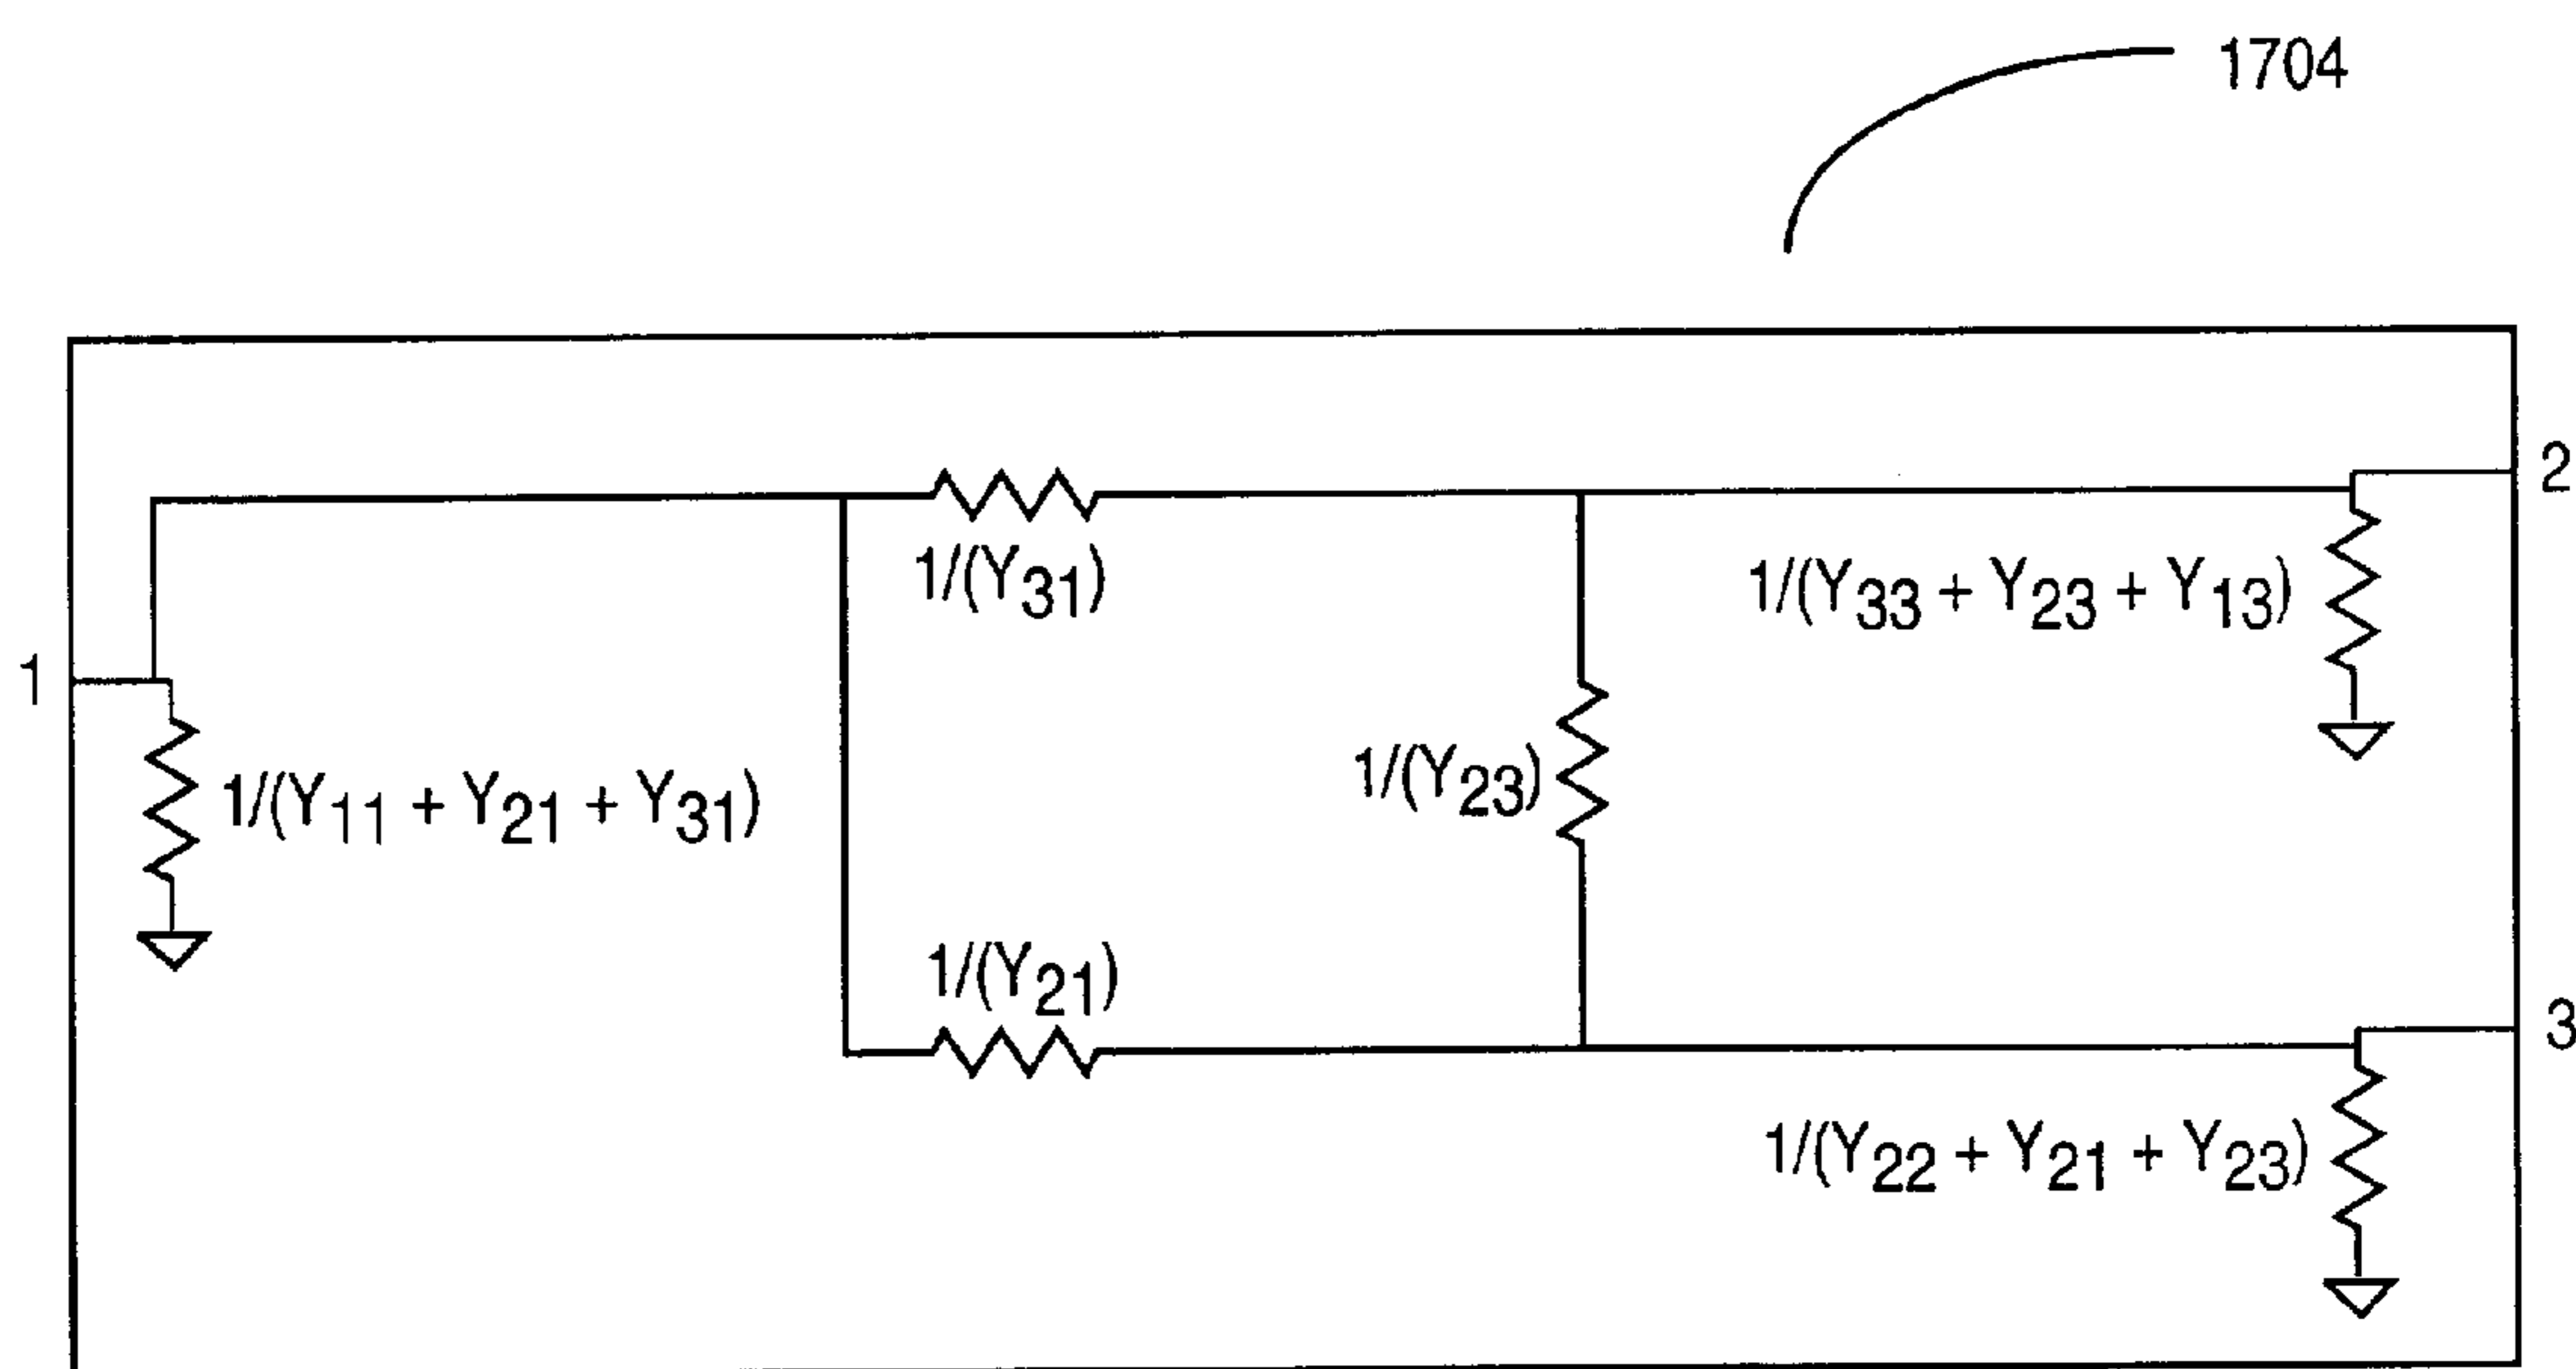 1704
2
1/(Y31)
1/(Y33 + Y23 + Y13)
1
1/(Y11 + Y21 + Y31)
1/(Y23)
1/(Y21)
3
1/(Y22 + Y21 + Y23)